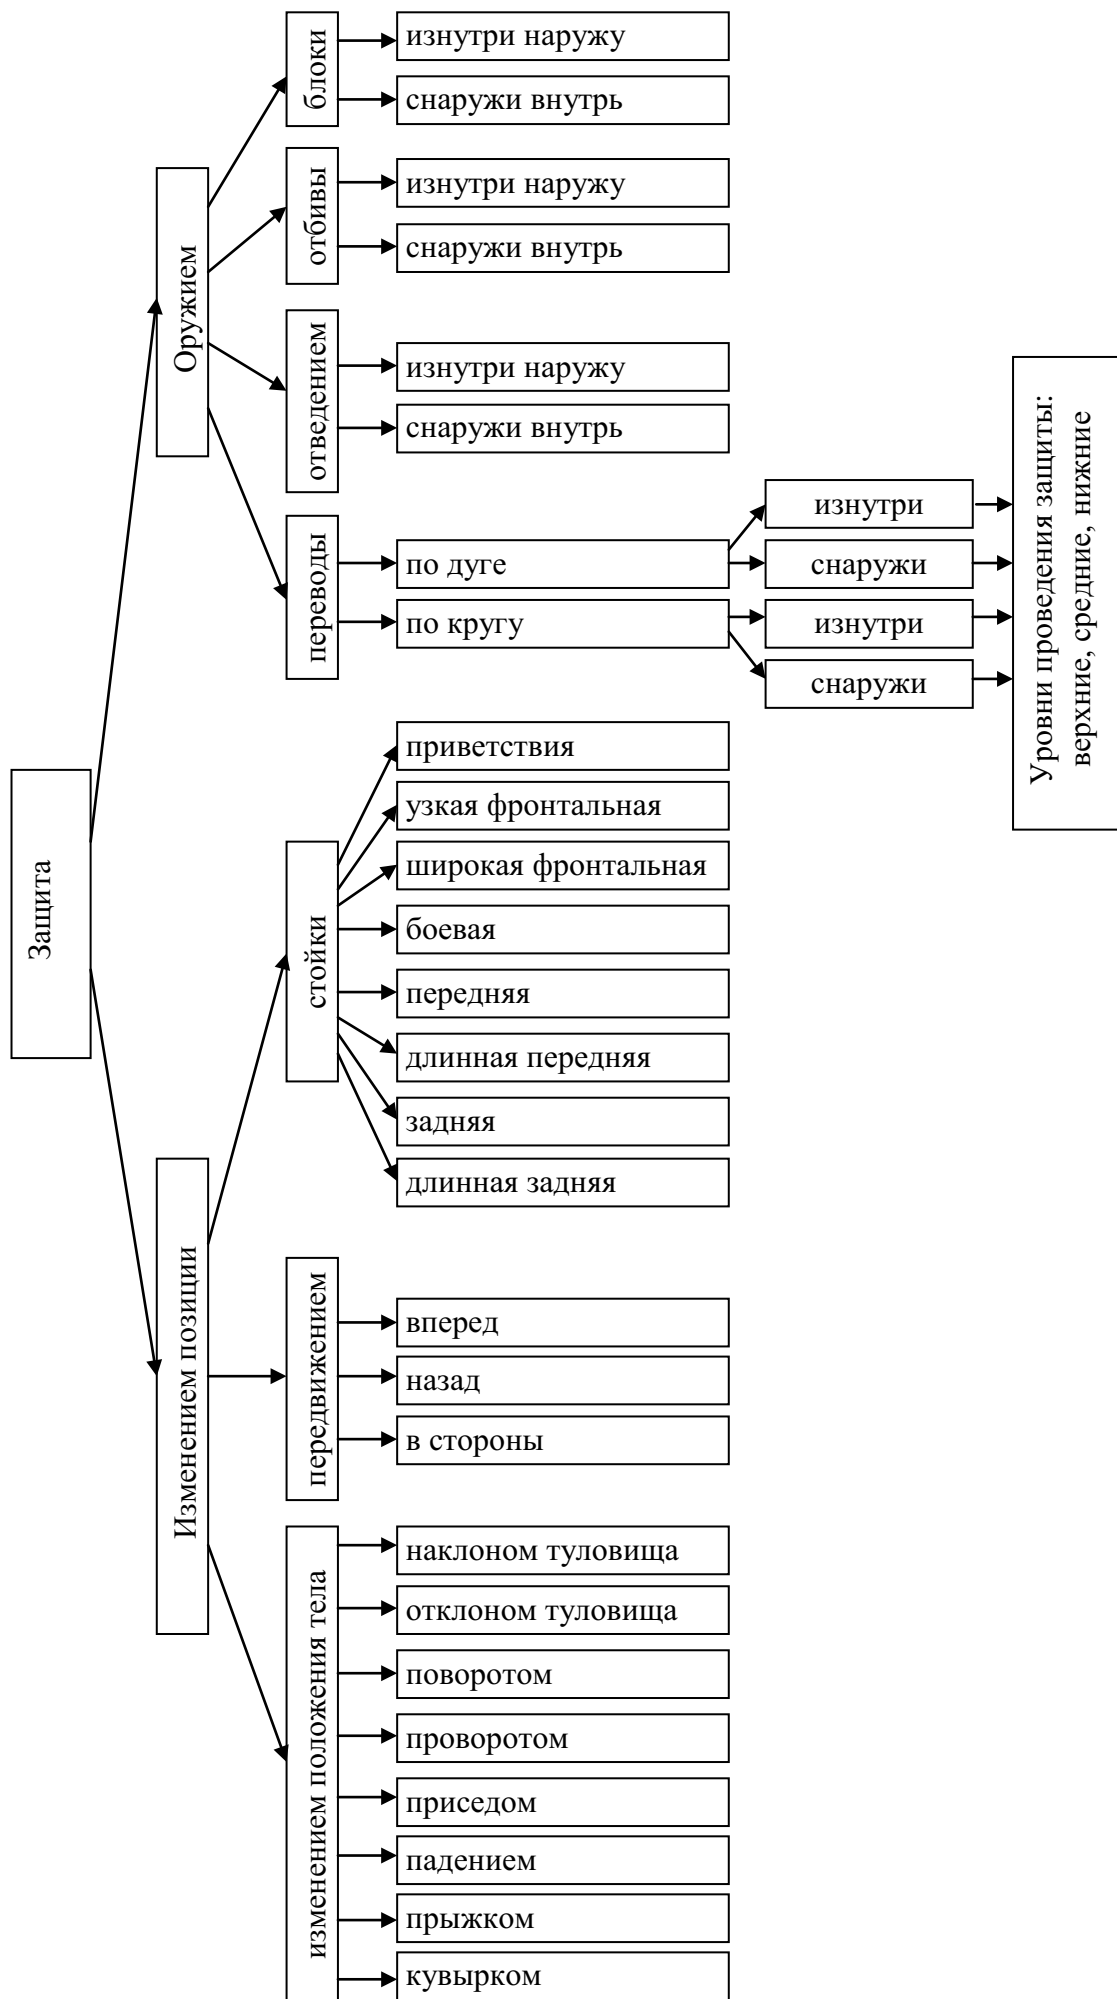 Защита
Оружием
блоки
изнутри наружу
снаружи внутрь
отбивы
изнутри наружу
снаружи внутрь
отведением
изнутри наружу
снаружи внутрь
переводы
по дуге
изнутри
снаружи
по кругу
изнутри
снаружи
Уровни проведения защиты:
верхние, средние, нижние
Изменением позиции
стойки
приветствия
узкая фронтальная
широкая фронтальная
боевая
передняя
длинная передняя
задняя
длинная задняя
передвижением
вперед
назад
в стороны
изменением положения тела
наклоном туловища
отклоном туловища
поворотом
проворотом
приседом
падением
прыжком
кувырком